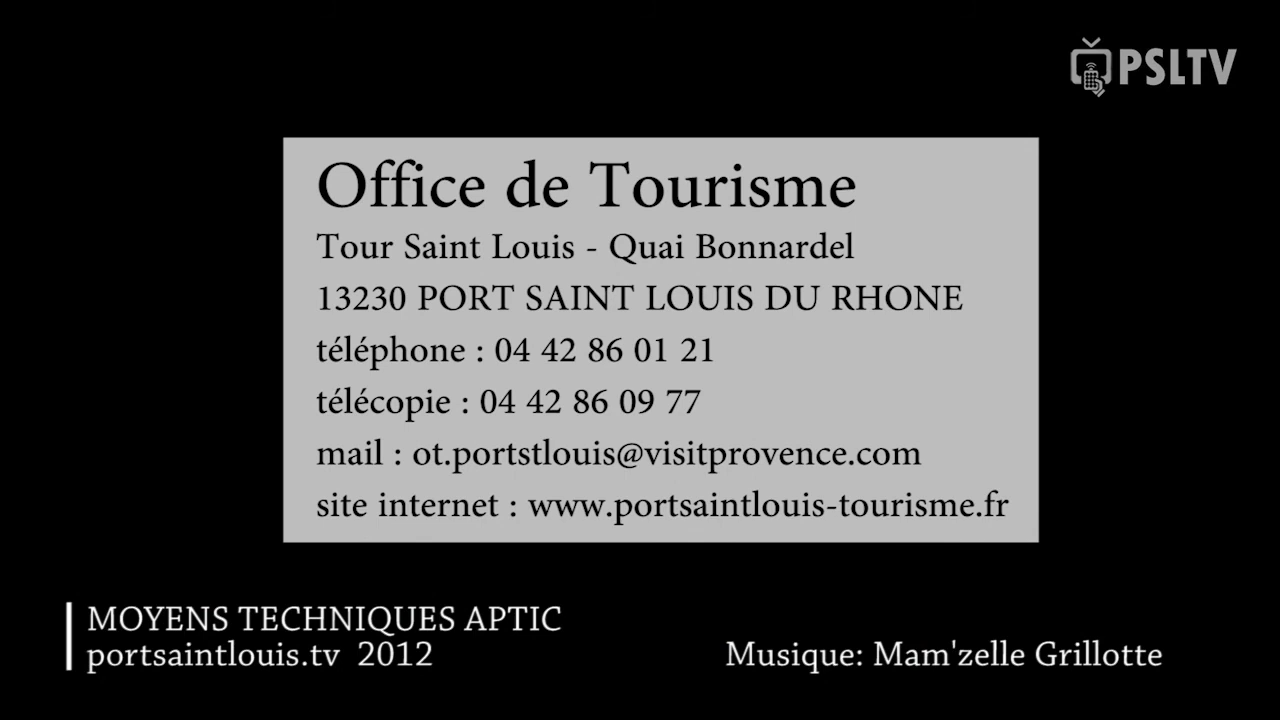 PSLTV
Office de Tourisme
Tour Saint Louis - Quai Bonnardel
13230 PORT SAINT LOUIS DU RHONE
téléphone : 04 42 86 01 21
télécopie : 04 42 86 09 77
mail : ot.portstlouis@visitprovence.com
site internet : www.portsaintlouis-tourisme.fr
MOYENS TECHNIQUES APTIC
portsaintlouis.tv 2012
Musique: Mam'zelle Grillotte